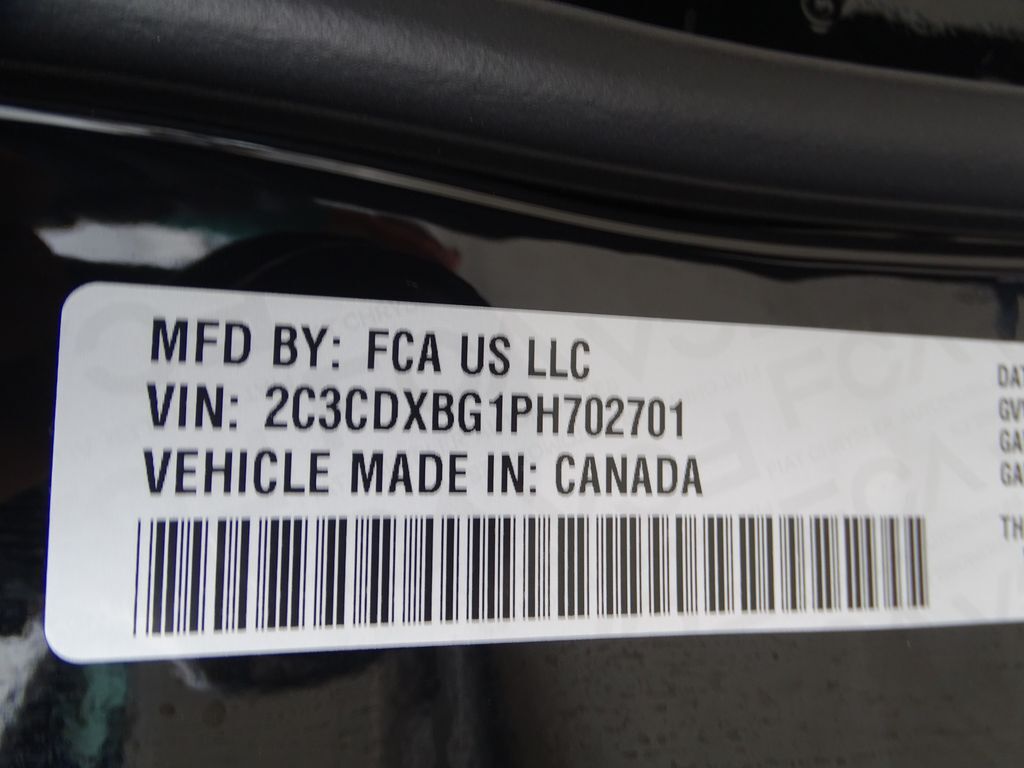 MFD BY: FCA US LLC
VIN: 2C3CDXBG1PH702701
VEHICLE MADE IN: CANADA